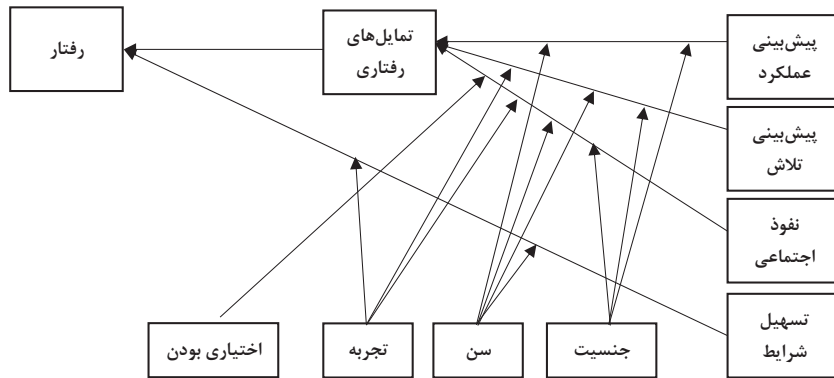 پیش‌بینی
عملکرد
تمایل‌های
رفتاری
رفتار
پیش‌بینی
تلاش
نفوذ
اجتماعی
تسهیل
شرایط
جنسیت
سن
تجربه
اختیاری بودن